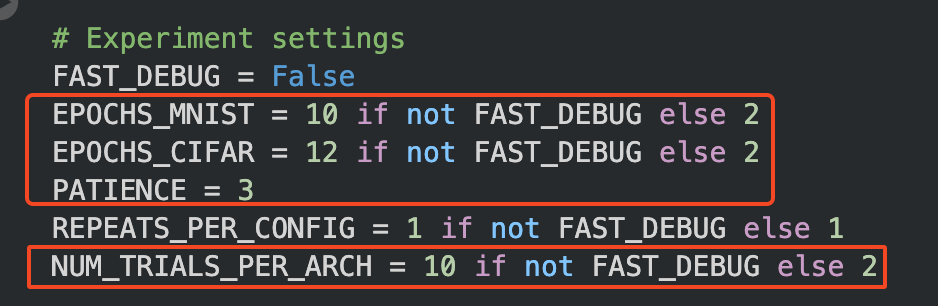 # Experiment settings
FAST_DEBUG = False
EPOCHS_MNIST = 10 if not FAST_DEBUG else 2
EPOCHS_CIFAR = 12 if not FAST_DEBUG else 2
PATIENCE = 3
REPEATS_PER_CONFIG = 1 if not FAST_DEBUG else 1
NUM_TRIALS_PER_ARCH = 10 if not FAST_DEBUG else 2